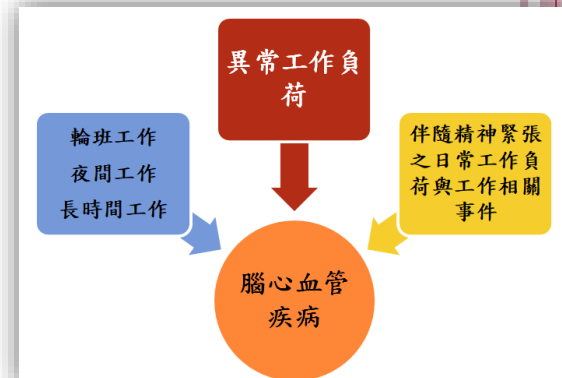 異常工作負
荷
輪班工作
夜間工作
長時間工作
伴隨精神緊張
之日常工作負
荷與工作相關
事件
腦心血管
疾病